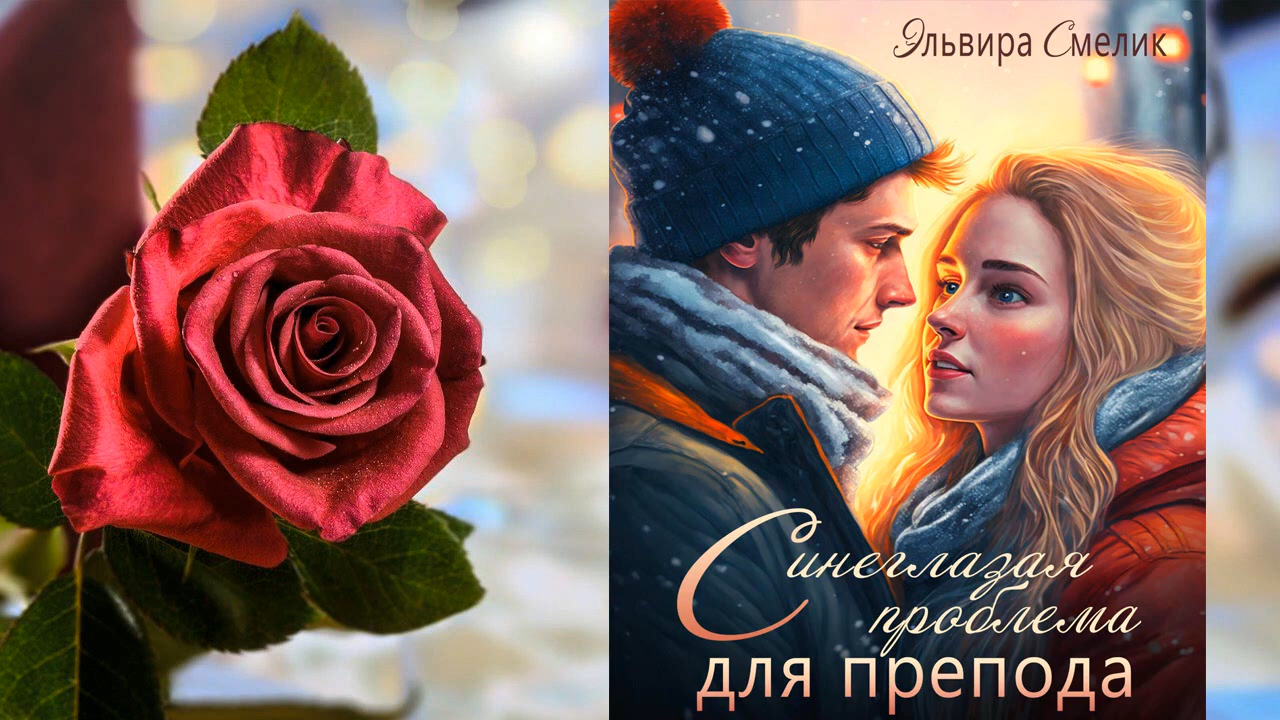 Эльвира Смелик
Синеглазая
проблема
для препода